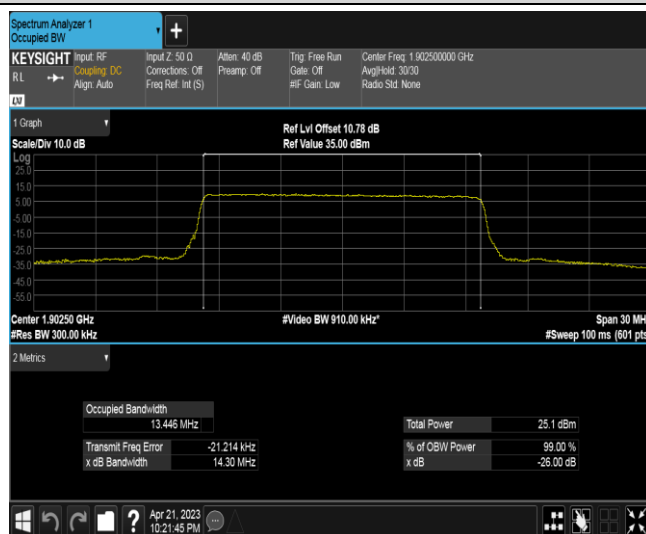 Spectrum Analyzer 1
Occupied BW
KEYSIGHT
RL
LXI
Input: RF
Coupling: DC
Align: Auto
Input Z: 50 Ω
Corrections: Off
Freq Ref: Int (S)
Atten: 40 dB
Preamp: Off
Trig: Free Run
Gate: Off
#IF Gain: Low
Center Freq: 1.902500000 GHz
Avg|Hold: 30/30
Radio Std: None
1 Graph
Scale/Div 10.0 dB
Ref Lvl Offset 10.78 dB
Ref Value 35.00 dBm
Log
25.0
15.0
5.00
-5.00
-15.0
-25.0
-35.0
-45.0
-55.0
Center 1.90250 GHz
#Res BW 300.00 kHz
#Video BW 910.00 kHz*
Span 30 MH
#Sweep 100 ms (601 pts
2 Metrics
Occupied Bandwidth
13.446 MHz
Transmit Freq Error -21.214 kHz
x dB Bandwidth 14.30 MHz
Total Power 25.1 dBm
% of OBW Power 99.00 %
x dB -26.00 dB
?
Apr 21, 2023
10:21:45 PM